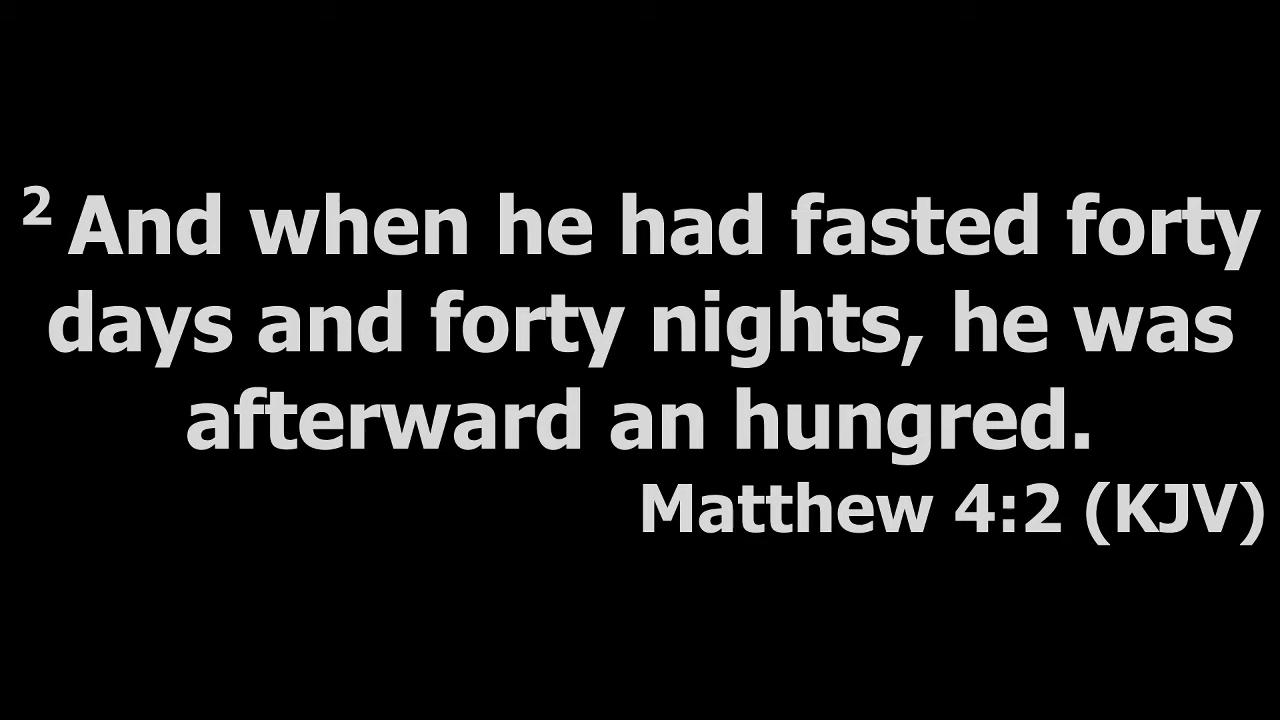 2 And when he had fasted forty
days and forty nights, he was
afterward an hungred.
Matthew 4:2 (KJV)